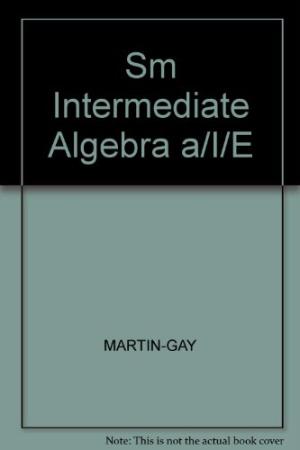 Sm
Intermediate
Algebra a/I/E
MARTIN-GAY
Note: This is not the actual book cover